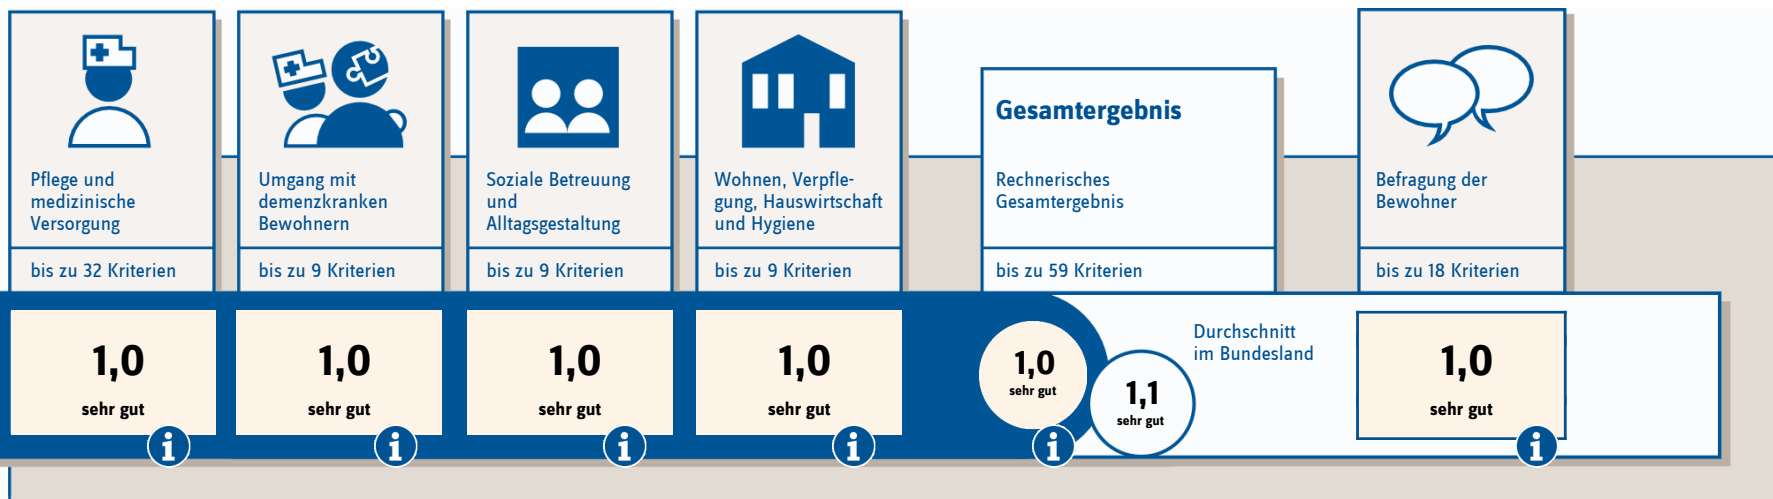 Pflege und
medizinische
Versorgung
bis zu 32 Kriterien
1,0
sehr gut
Umgang mit
demenzkranken
Bewohnern
bis zu 9 Kriterien
1,0
sehr gut
Soziale Betreuung
und
Alltagsgestaltung
bis zu 9 Kriterien
1,0
sehr gut
Wohnen, Verpfle-
gung, Hauswirtschaft
und Hygiene
bis zu 9 Kriterien
1,0
sehr gut
Gesamtergebnis
Rechnerisches
Gesamtergebnis
bis zu 59 Kriterien
1,0
sehr gut
Durchschnitt
im Bundesland
1,1
sehr gut
Befragung der
Bewohner
bis zu 18 Kriterien
1,0
sehr gut